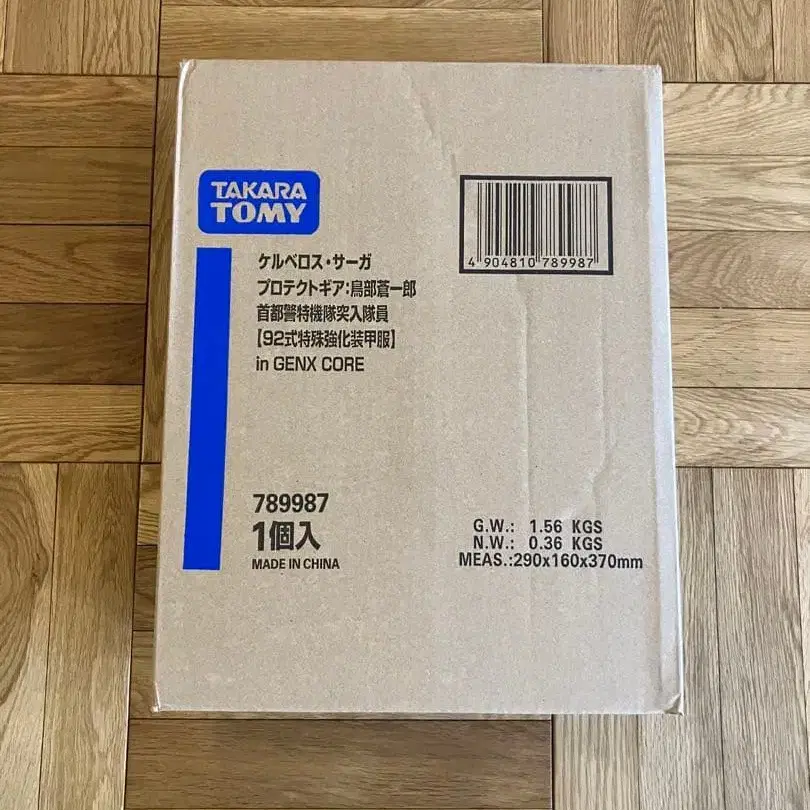 TAKARA
TOMY
4 904810 789987
ケルベロス・サーガ
プロテクトギア:鳥部蒼一郎
首都警特機隊突入隊員
【92式特殊強化装甲服】
in GENX CORE
789987
1個入
MADE IN CHINA
G.W.: 1.56 KGS
N.W.: 0.36 KGS
MEAS.:290x160x370mm